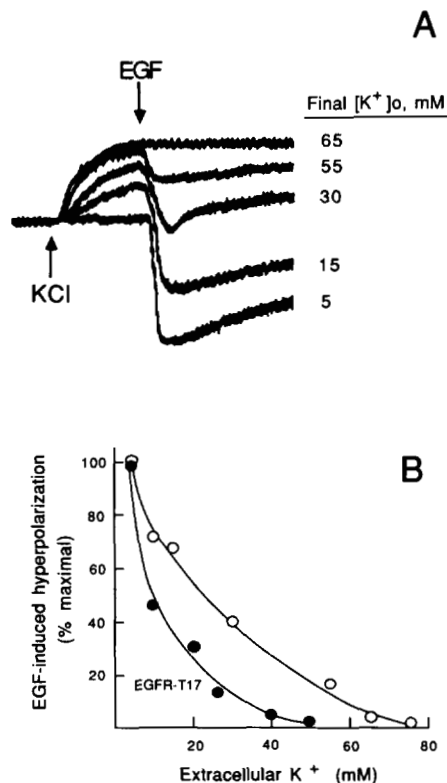 A
EGF
Final [K+]o, mM
65
55
30
15
5
KCl
B
EGF-induced hyperpolarization
(% maximal)
100
80
60
40
20
EGFR-T17
20 40 60 80
Extracellular K+ (mM)